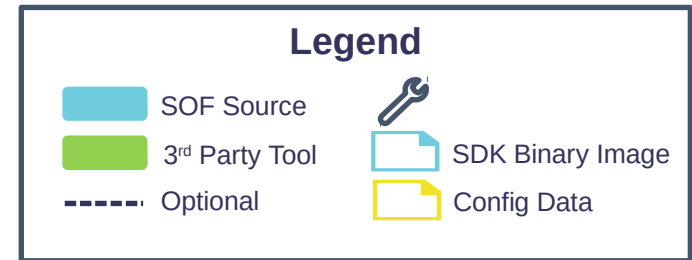 Legend
SOF Source
3rd Party Tool
SDK Binary Image
Optional
Config Data